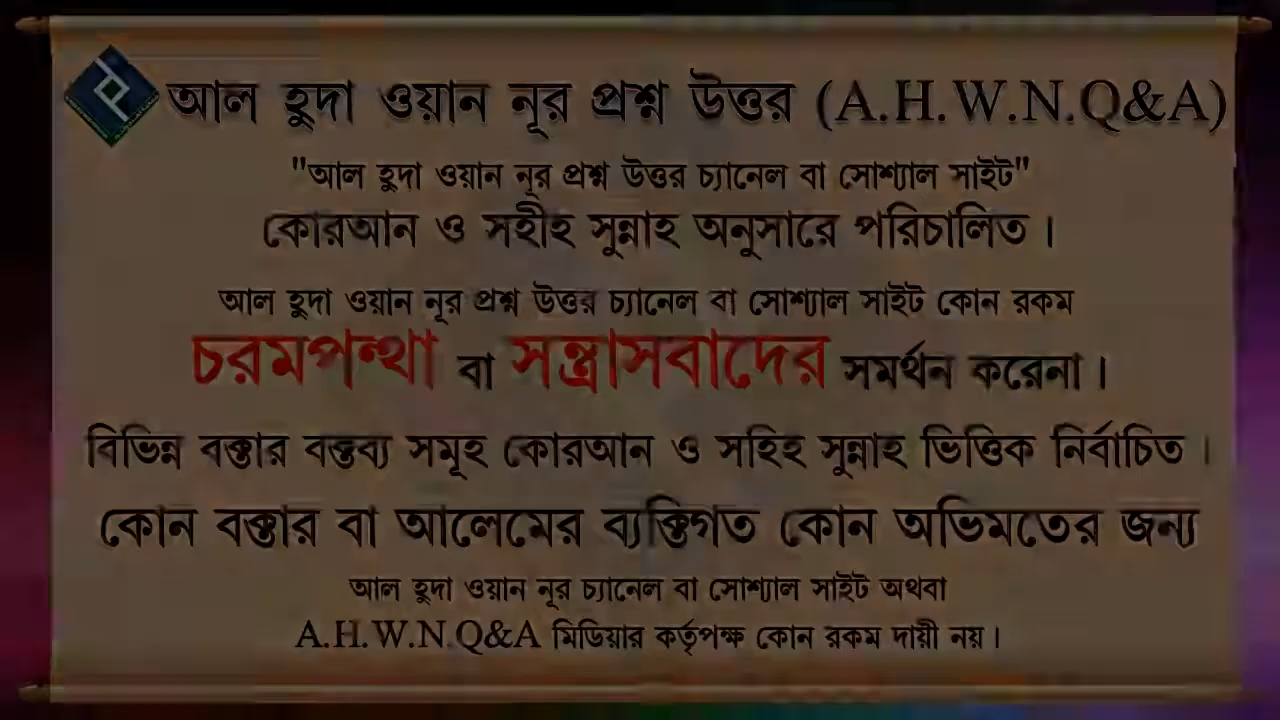 আল হুদা ওয়ান নূর প্রশ্ন উত্তর (A.H.W.N.Q&A)
"আল হুদা ওয়ান নূর প্রশ্ন উত্তর চ্যানেল বা সোশ্যাল সাইট"
কোরআন ও সহীহ সুন্নাহ অনুসারে পরিচালিত ।
আল হুদা ওয়ান নূর প্রশ্ন উত্তর চ্যানেল বা সোশ্যাল সাইট কোন রকম
চরমপন্থা বা সন্ত্রাসবাদের সমর্থন করেনা ।
বিভিন্ন বক্তার বক্তব্য সমূহ কোরআন ও সহিহ সুন্নাহ ভিত্তিক নির্বাচিত ।
কোন বক্তার বা আলেমের ব্যক্তিগত কোন অভিমতের জন্য
আল হুদা ওয়ান নূর চ্যানেল বা সোশ্যাল সাইট অথবা
A.H.W.N.Q&A মিডিয়ার কর্তৃপক্ষ কোন রকম দায়ী নয় ।